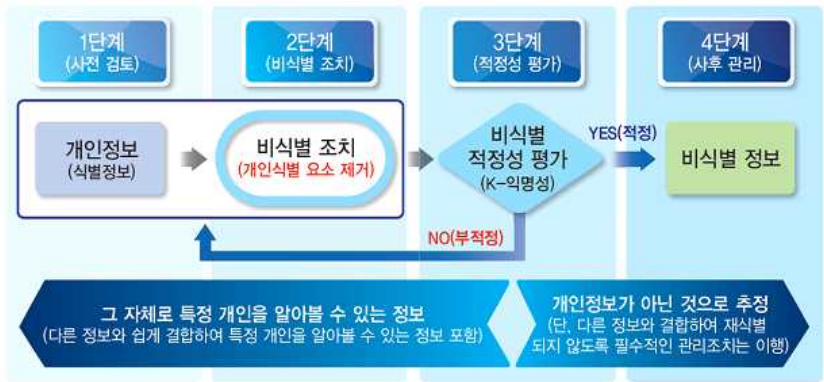 1단계
(사전 검토)
2단계
(비식별 조치)
3단계
(적정성 평가)
4단계
(사후 관리)
개인정보
(식별정보)
비식별 조치
(개인식별 요소 제거)
비식별
적정성 평가
(K-익명성)
YES(적정)
비식별 정보
NO(부적정)
그 자체로 특정 개인을 알아볼 수 있는 정보
(다른 정보와 쉽게 결합하여 특정 개인을 알아볼 수 있는 정보 포함)
개인정보가 아닌 것으로 추정
(단, 다른 정보와 결합하여 재식별
되지 않도록 필수적인 관리조치는 이행)